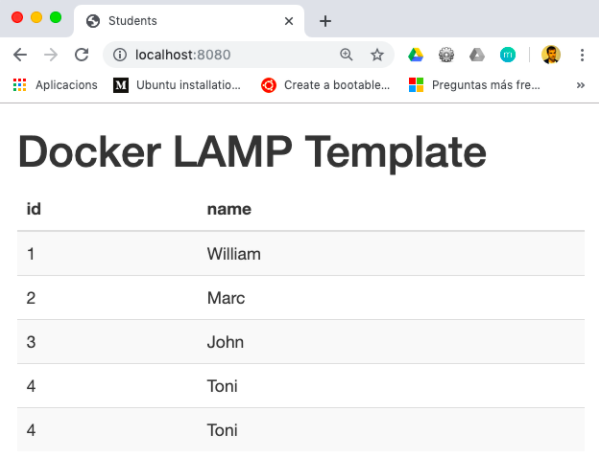 Students
localhost:8080
Aplicacions
M
Ubuntu installatio...
Create a bootable...
Preguntas más fre...
»
m
Docker LAMP Template
id name
1 William
2 Marc
3 John
4 Toni
4 Toni